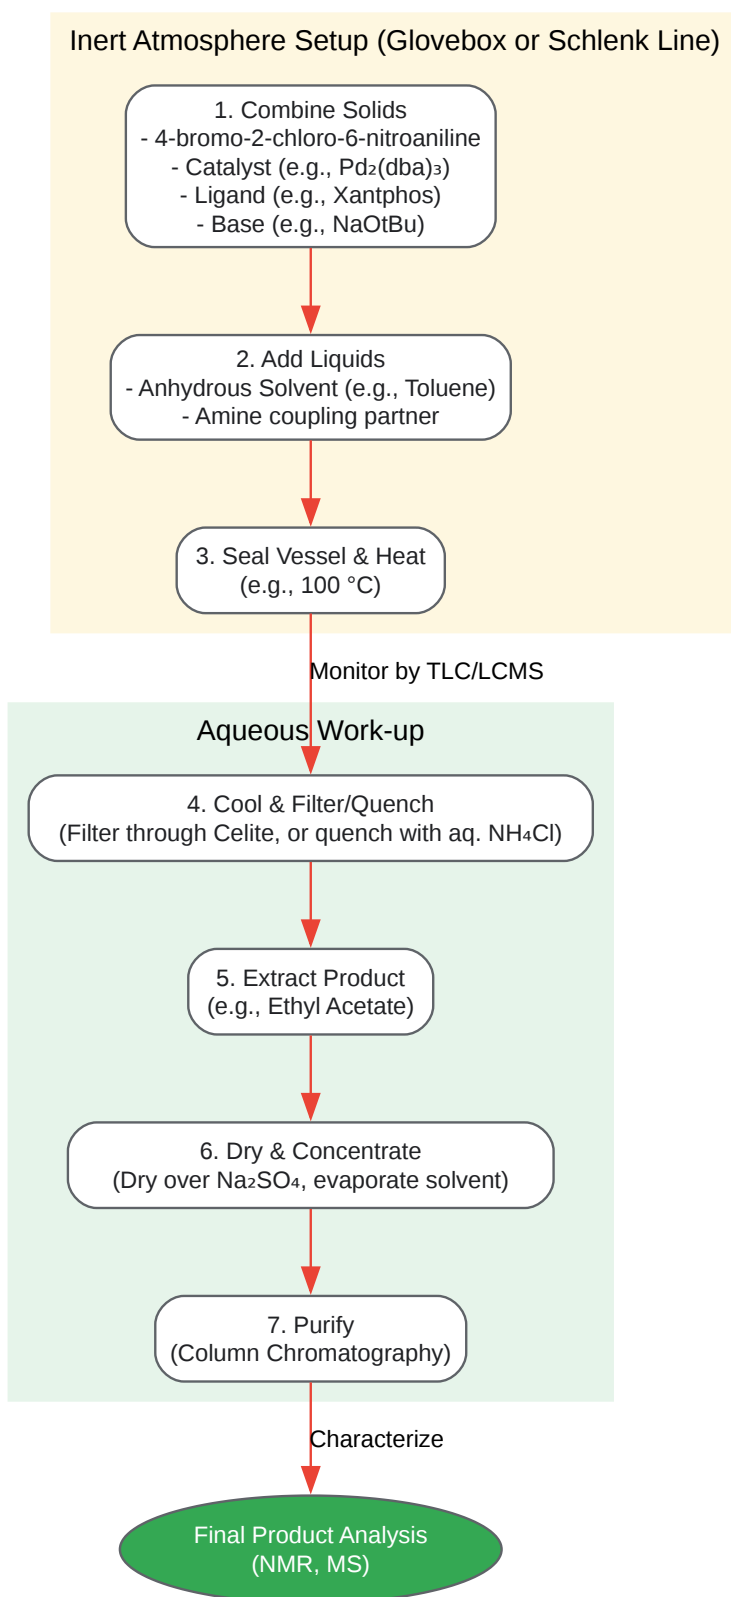 Inert Atmosphere Setup (Glovebox or Schlenk Line)
1. Combine Solids
- 4-bromo-2-chloro-6-nitroaniline
- Catalyst (e.g., Pd₂(dba)₃)
- Ligand (e.g., Xantphos)
- Base (e.g., NaOtBu)
2. Add Liquids
- Anhydrous Solvent (e.g., Toluene)
- Amine coupling partner
3. Seal Vessel & Heat
(e.g., 100 °C)
Monitor by TLC/LCMS
Aqueous Work-up
4. Cool & Filter/Quench
(Filter through Celite, or quench with aq. NH₄Cl)
5. Extract Product
(e.g., Ethyl Acetate)
6. Dry & Concentrate
(Dry over Na₂SO₄, evaporate solvent)
7. Purify
(Column Chromatography)
Characterize
Final Product Analysis
(NMR, MS)